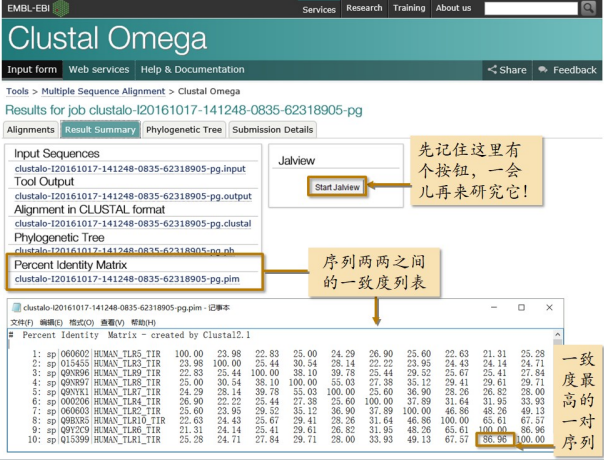 EMBL-EBI
Services Research Training About us
Clustal Omega
Input form Web services Help & Documentation Share Feedback
Tools > Multiple Sequence Alignment > Clustal Omega
Results for job clustalo-I20161017-141248-0835-62318905-pg
Alignments Result Summary Phylogenetic Tree Submission Details
Input Sequences
clustalo-I20161017-141248-0835-62318905-pg.input
Tool Output
clustalo-I20161017-141248-0835-62318905-pg.output
Alignment in CLUSTAL format
clustalo-I20161017-141248-0835-62318905-pg.clustal
Phylogenetic Tree
clustalo-I20161017-141248-0835-62318905-pg.ph
Percent Identity Matrix
clustalo-I20161017-141248-0835-62318905-pg.pim
Jalview
Start Jalview
先记住这里有
个按钮，一会
儿再来研究它！
序列两两之间
的一致度列表
clustalo-I20161017-141248-0835-62318905-pg.pim - 记事本
文件(F) 编辑(E) 格式(O) 查看(V) 帮助(H)
# Percent Identity Matrix - created by Clustal2.1
1: sp|O60602|HUMAN_TLR5_TIR 100.00 23.98 22.83 25.00 24.29 26.90 25.60 22.63 21.31 25.28
2: sp|O15455|HUMAN_TLR3_TIR 23.98 100.00 25.44 30.54 28.14 22.22 23.95 24.43 24.14 24.71
3: sp|Q9NR96|HUMAN_TLR9_TIR 22.83 25.44 100.00 38.10 39.78 25.44 29.52 25.67 25.41 27.84
4: sp|Q9NR97|HUMAN_TLR8_TIR 25.00 30.54 38.10 100.00 55.03 27.38 35.12 29.41 29.61 29.71
5: sp|Q9NYK1|HUMAN_TLR7_TIR 24.29 28.14 39.78 55.03 100.00 25.60 36.90 28.26 26.82 28.00
6: sp|O00206|HUMAN_TLR4_TIR 26.90 22.22 25.44 27.38 25.60 100.00 37.89 31.64 31.95 33.93
7: sp|O60603|HUMAN_TLR2_TIR 25.60 23.95 29.52 35.12 36.90 37.89 100.00 46.86 48.26 49.13
8: sp|Q9BXR5|HUMAN_TLR10_TIR 22.63 24.43 25.67 29.41 28.26 31.64 46.86 100.00 65.61 67.57
9: sp|Q9Y2C9|HUMAN_TLR6_TIR 21.31 24.14 25.41 29.61 26.82 31.95 48.26 65.61 100.00 86.96
10: sp|Q15399|HUMAN_TLR1_TIR 25.28 24.71 27.84 29.71 28.00 33.93 49.13 67.57 86.96 100.00
一致
度最
高的
一对
序列